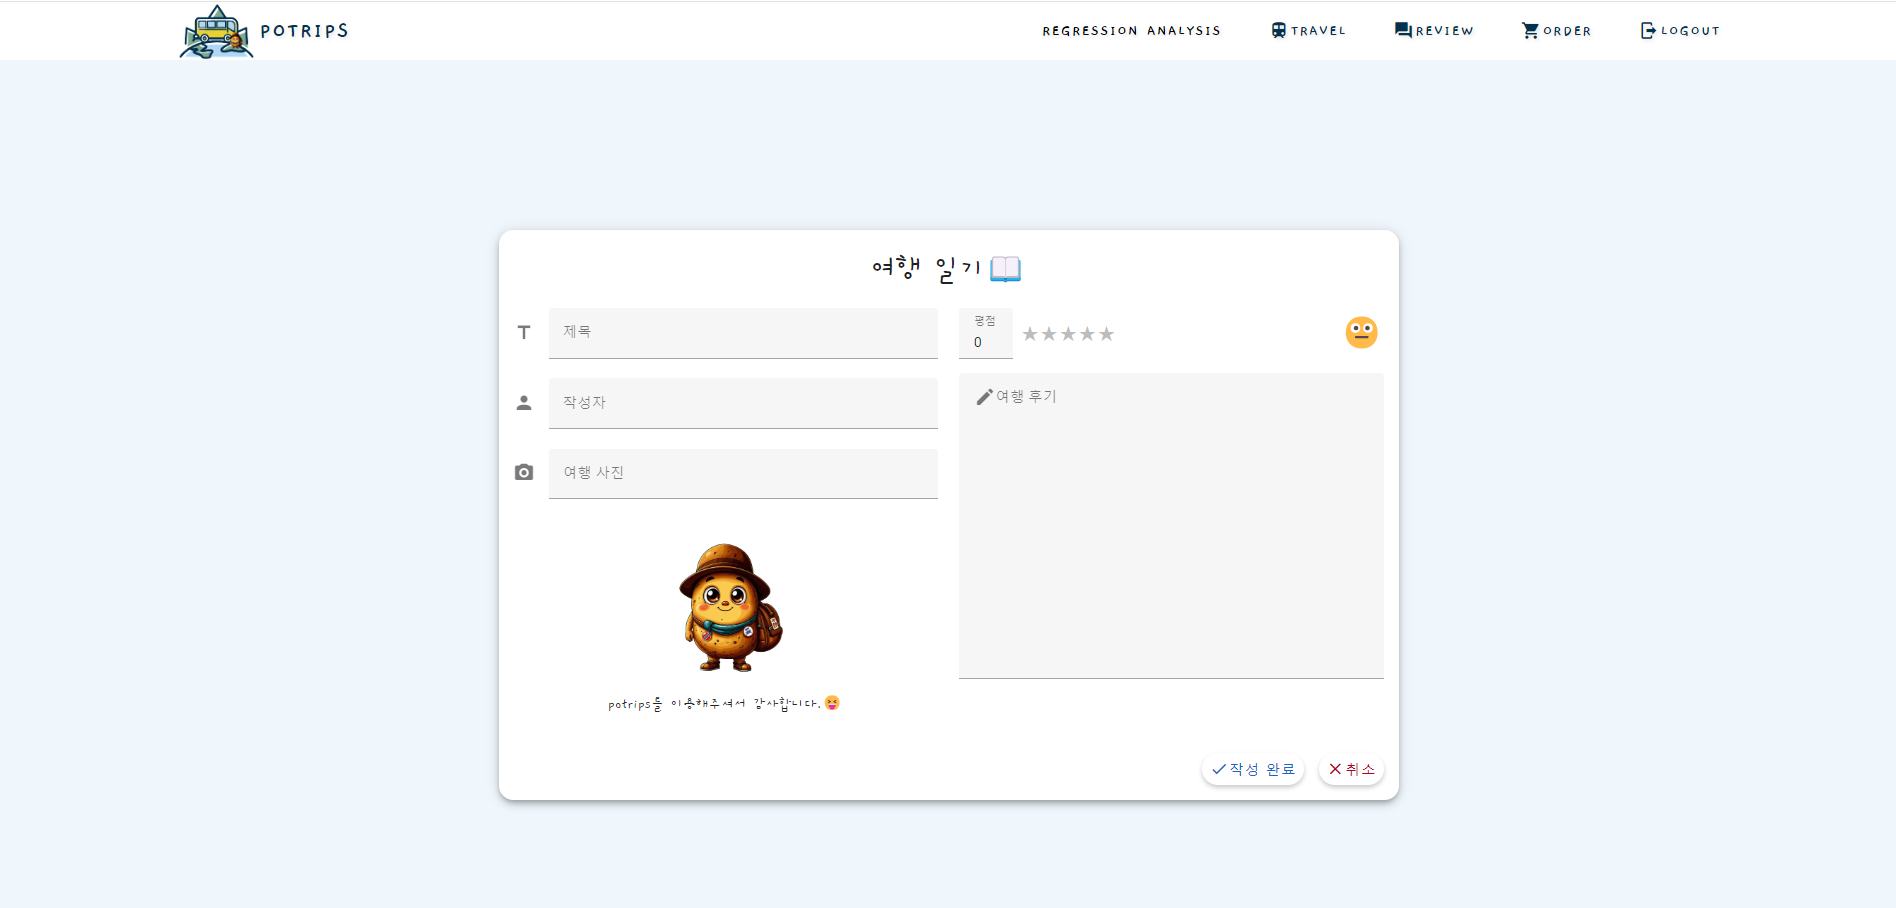 POTRIPS
REGRESSION ANALYSIS TRAVEL REVIEW ORDER LOGOUT
여행 일기
제목
작성자
여행 사진
potrips를 이용해주셔서 감사합니다.
평점
0
여행 후기
작성 완료 취소